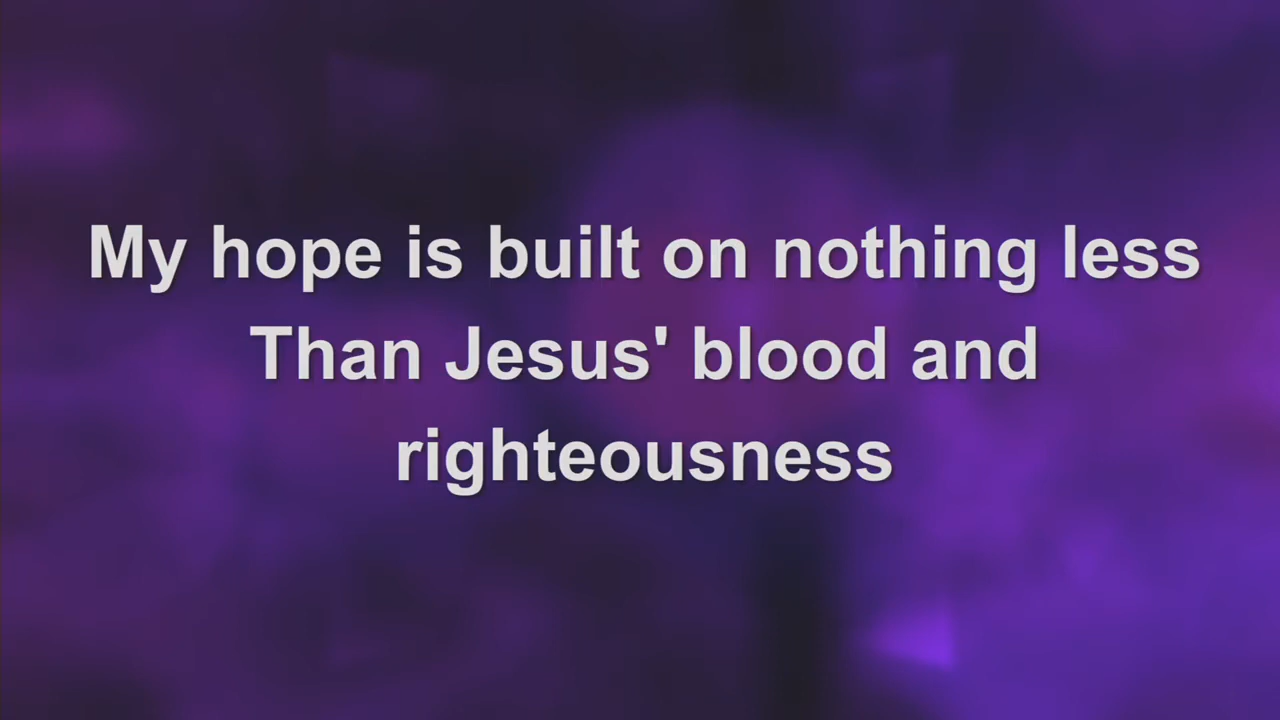 My hope is built on nothing less
Than Jesus' blood and
righteousness